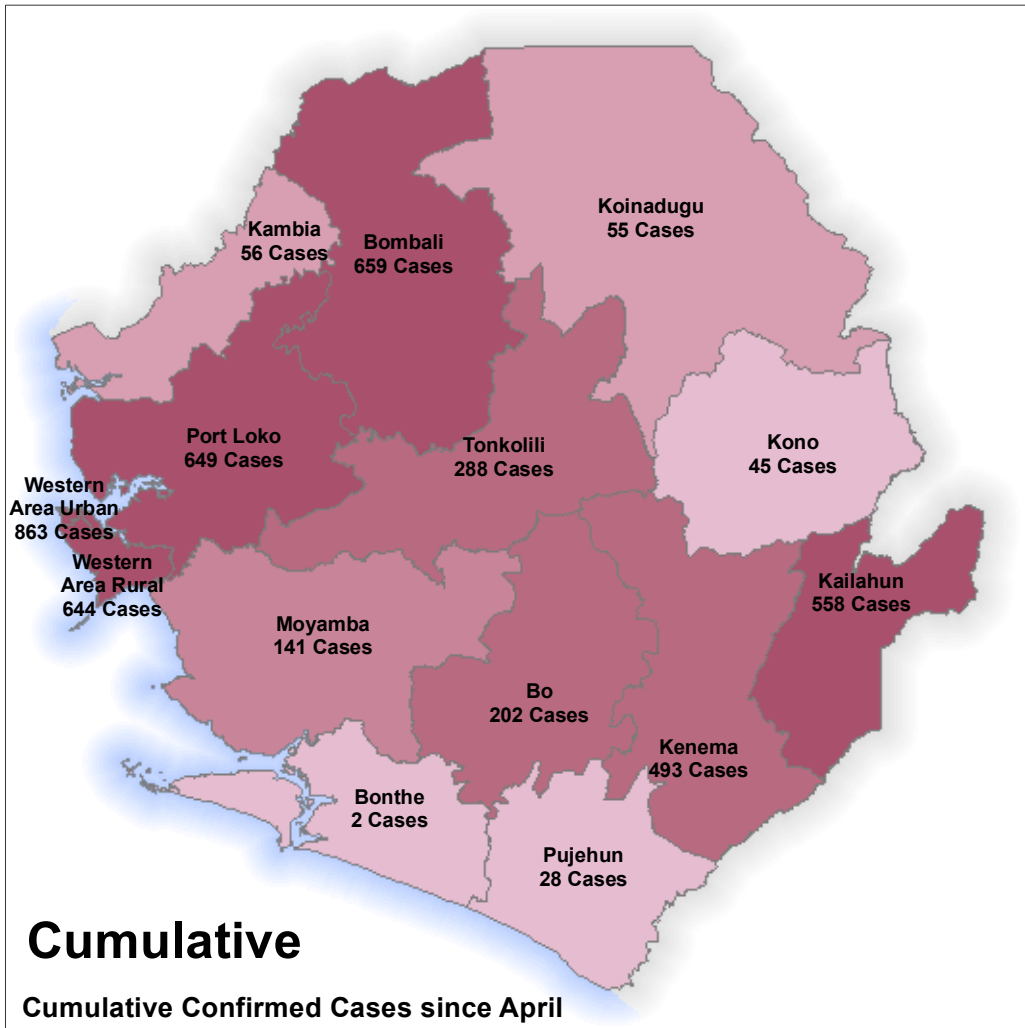 Koinadugu
55 Cases
Kambia
56 Cases
Bombali
659 Cases
Port Loko
649 Cases
Tonkolili
288 Cases
Kono
45 Cases
Western
Area Urban
863 Cases
Western
Area Rural
644 Cases
Kailahun
558 Cases
Moyamba
141 Cases
Bo
202 Cases
Kenema
493 Cases
Bonthe
2 Cases
Pujehun
28 Cases
Cumulative
Cumulative Confirmed Cases since April